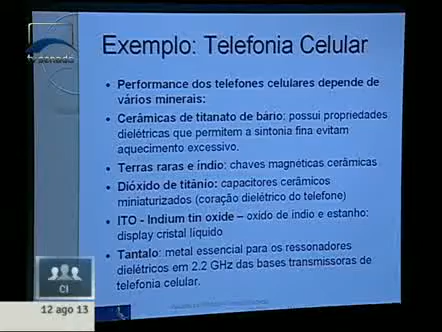 tv senado
Exemplo: Telefonia Celular
• Performance dos telefones celulares depende de
vários minerais:
• Cerâmicas de titanato de bário: possui propriedades
dielétricas que permitem a sintonia fina evitam
aquecimento excessivo.
• Terras raras e índio: chaves magnéticas cerâmicas
• Dióxido de titânio: capacitores cerâmicos
miniaturizados (coração dielétrico do telefone)
• ITO - Indium tin oxide – oxido de indio e estanho:
display cristal líquido
• Tantalo: metal essencial para os ressonadores
dielétricos em 2.2 GHz das bases transmissoras de
telefonia celular.
CI
12 ago 13